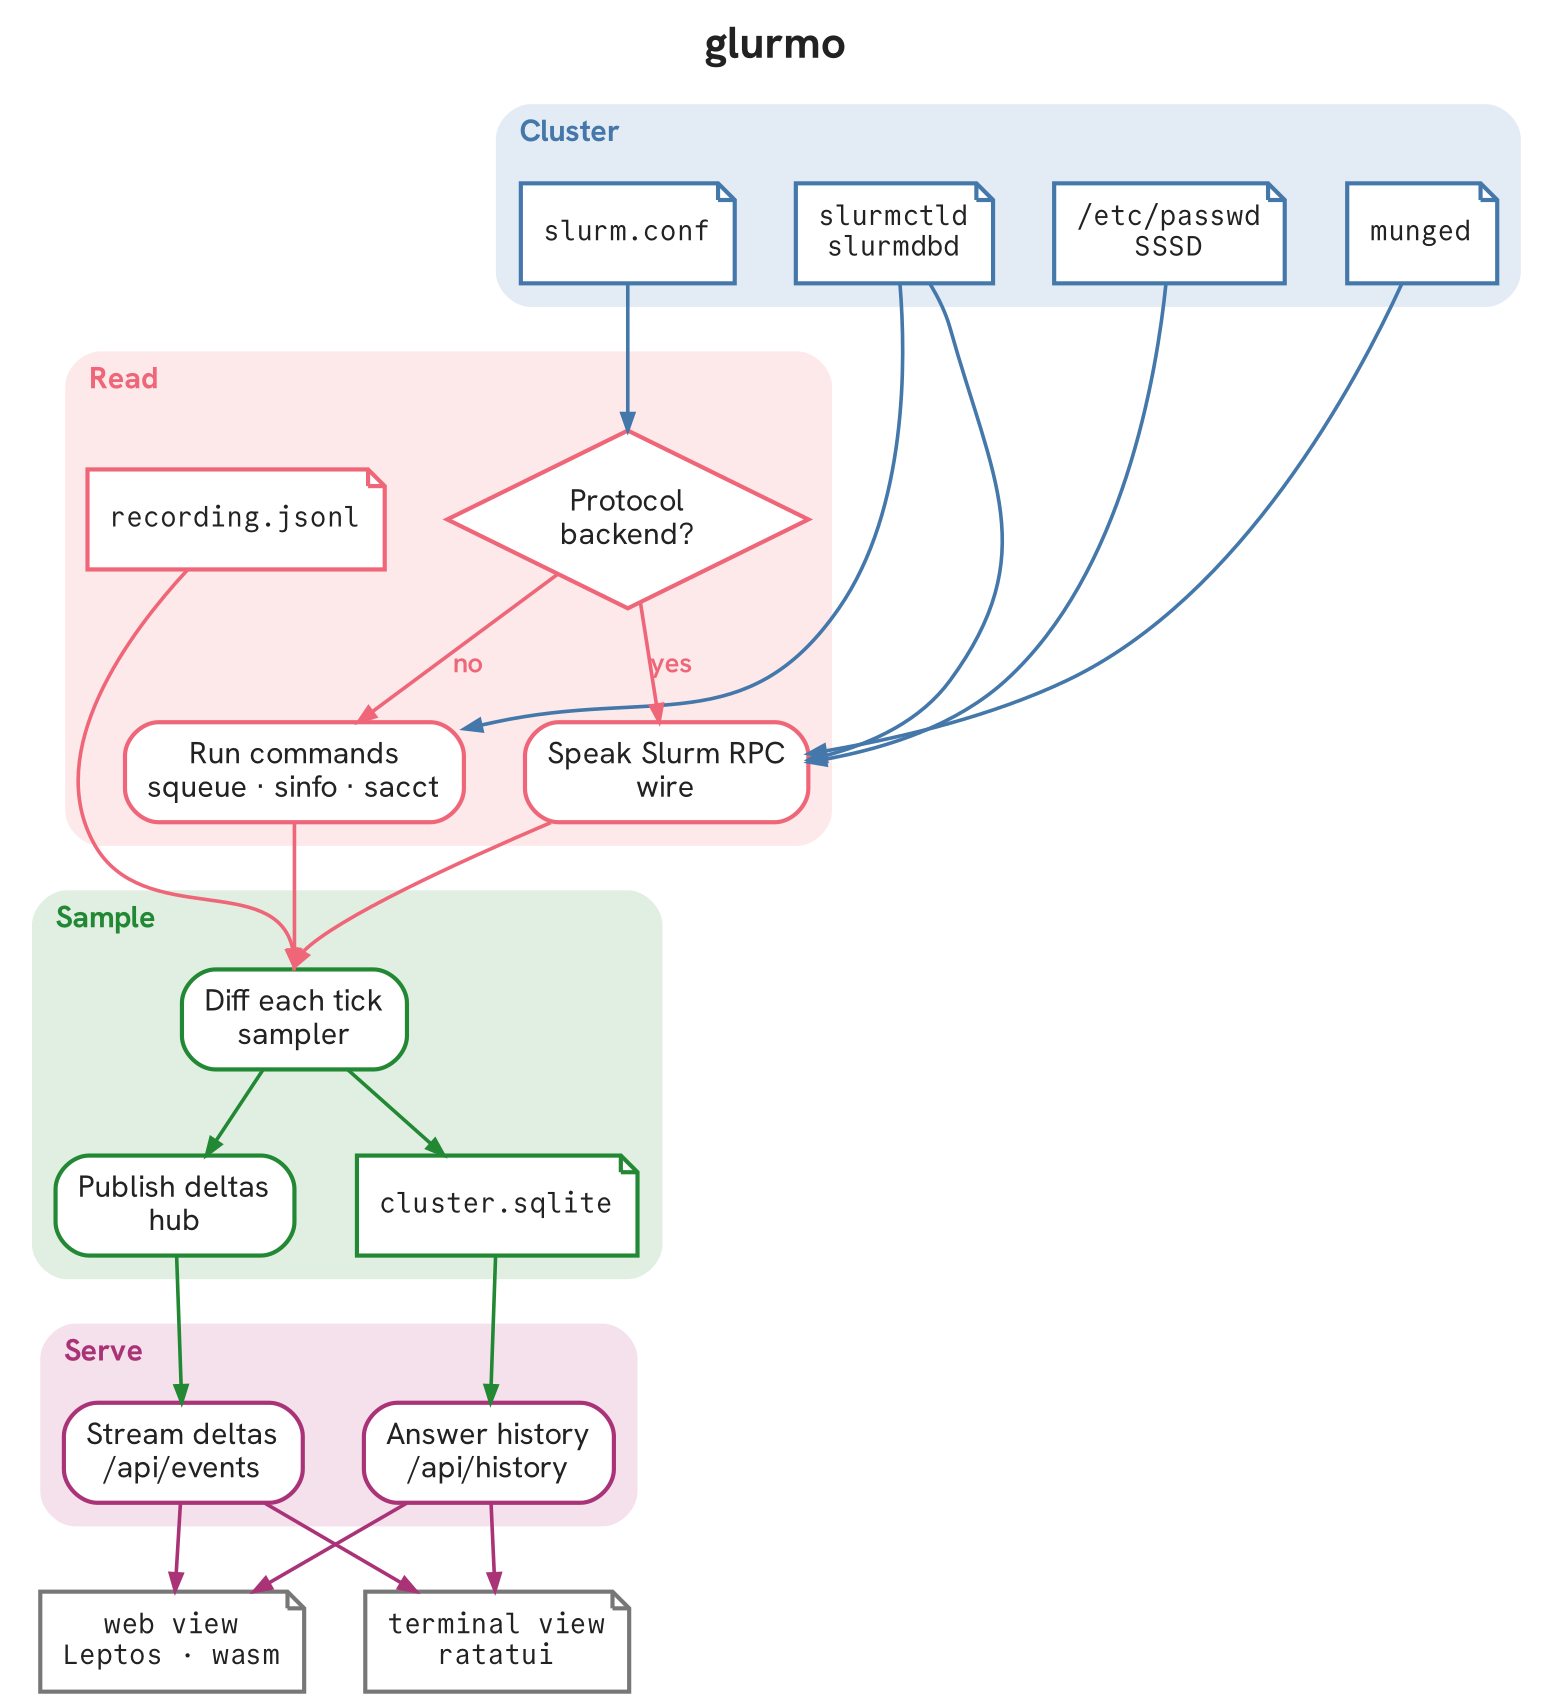 glurmo
Cluster
slurm.conf
slurmctld
slurmdbd
/etc/passwd
SSSD
munged
Read
recording.jsonl
Protocol
backend?
no
yes
Run commands
squeue · sinfo · sacct
Speak Slurm RPC
wire
Sample
Diff each tick
sampler
Publish deltas
hub
cluster.sqlite
Serve
Stream deltas
/api/events
Answer history
/api/history
web view
Leptos · wasm
terminal view
ratatui